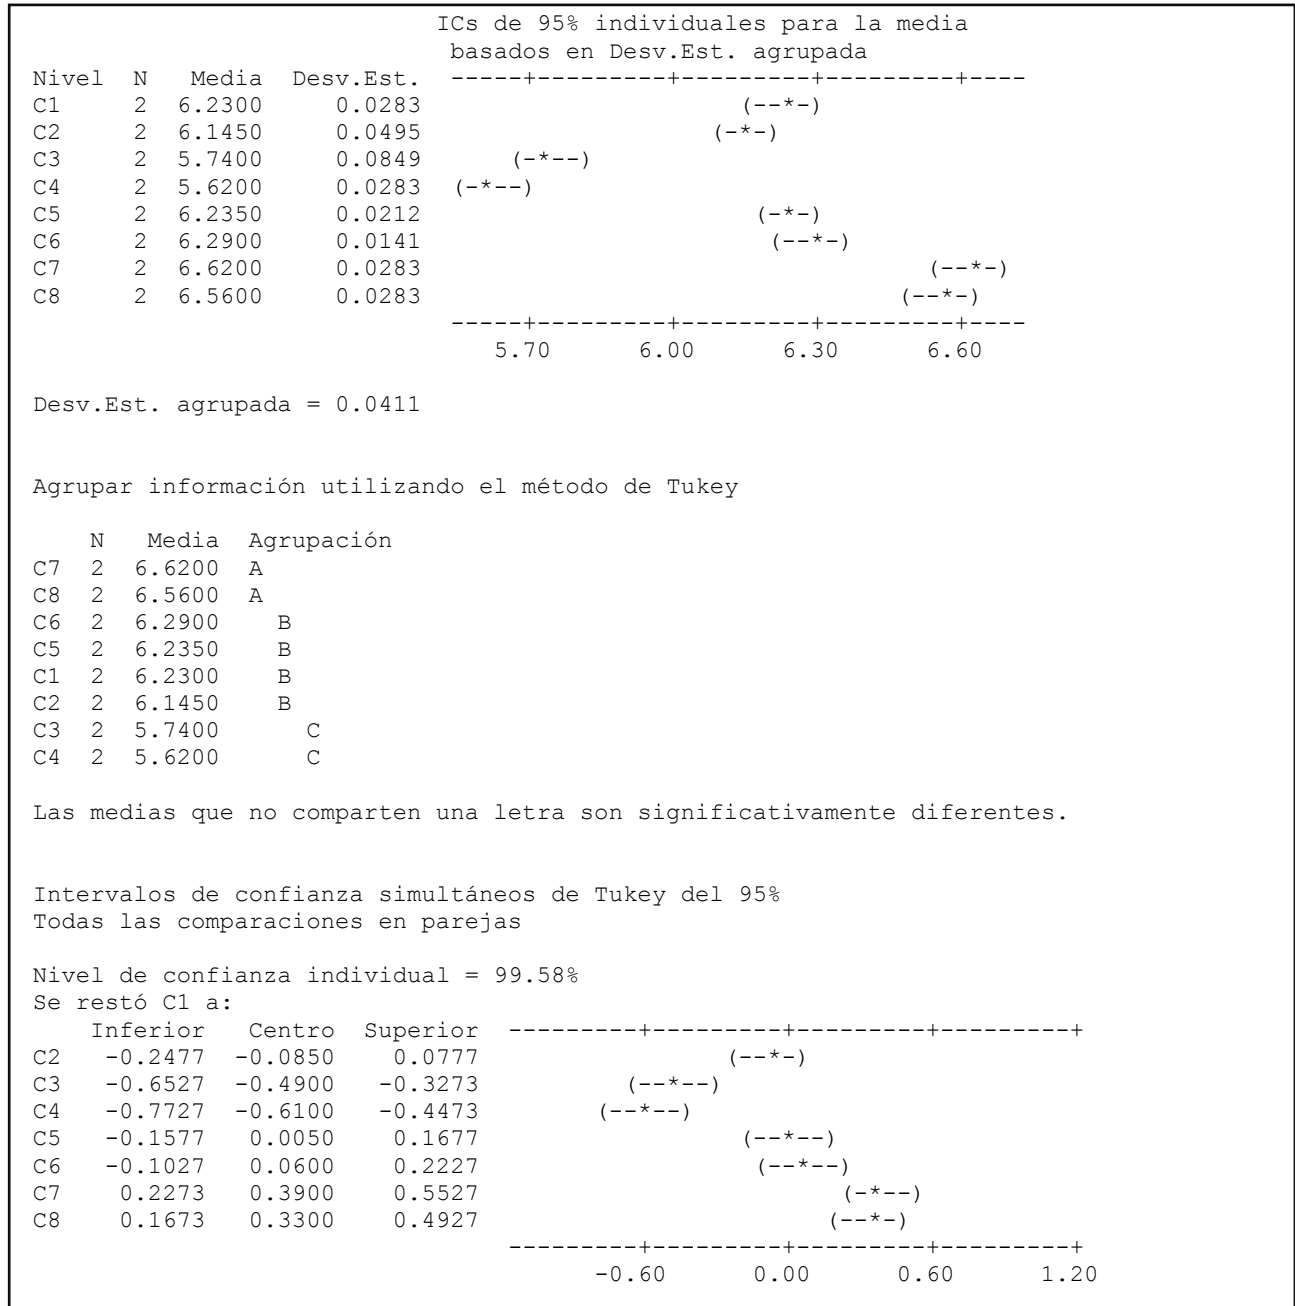 ICs de 95% individuales para la media
                             basados en Desv.Est. agrupada
Nivel  N   Media  Desv.Est.  -----+---------+---------+---------+----
C1     2  6.2300     0.0283                      (--*-)
C2     2  6.1450     0.0495                    (-*-)
C3     2  5.7400     0.0849      (-*--)
C4     2  5.6200     0.0283  (-*--)
C5     2  6.2350     0.0212                       (-*-)
C6     2  6.2900     0.0141                        (--*-)
C7     2  6.6200     0.0283                                   (--*-)
C8     2  6.5600     0.0283                                 (--*-)
                             -----+---------+---------+---------+----
                                5.70      6.00      6.30      6.60
Desv.Est. agrupada = 0.0411
Agrupar información utilizando el método de Tukey
    N   Media  Agrupación
C7  2  6.6200  A
C8  2  6.5600  A
C6  2  6.2900    B
C5  2  6.2350    B
C1  2  6.2300    B
C2  2  6.1450    B
C3  2  5.7400      C
C4  2  5.6200      C
Las medias que no comparten una letra son significativamente diferentes.
Intervalos de confianza simultáneos de Tukey del 95%
Todas las comparaciones en parejas
Nivel de confianza individual = 99.58%
Se restó C1 a:
    Inferior   Centro  Superior  ---------+---------+---------+---------+
C2   -0.2477  -0.0850    0.0777                 (--*-)
C3   -0.6527  -0.4900   -0.3273          (--*--)
C4   -0.7727  -0.6100   -0.4473        (--*--)
C5   -0.1577   0.0050    0.1677                  (--*--)
C6   -0.1027   0.0600    0.2227                   (--*--)
C7    0.2273   0.3900    0.5527                         (-*--)
C8    0.1673   0.3300    0.4927                        (--*-)
                                 ---------+---------+---------+---------+
                                       -0.60      0.00      0.60      1.20